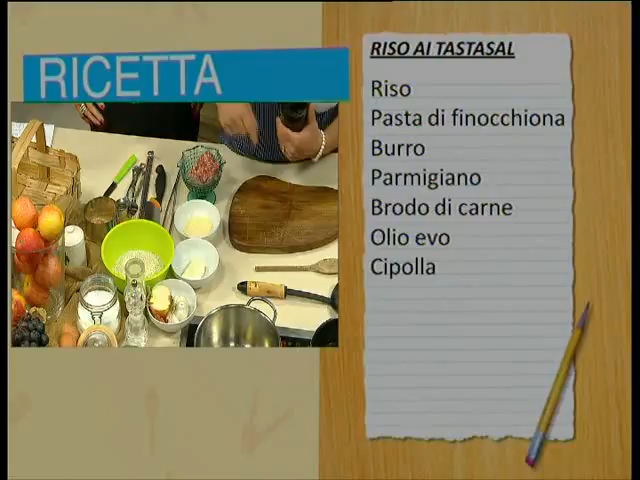 RICETTA
RISO AI TASTASAL
Riso
Pasta di finocchiona
Burro
Parmigiano
Brodo di carne
Olio evo
Cipolla